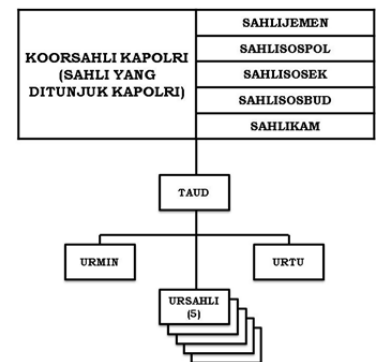 KOORSAHLI KAPOLRI
(SAHLI YANG
DITUNJUK KAPOLRI)
SAHLIJEMEN
SAHLISOSPOL
SAHLISOSEK
SAHLISOSBUD
SAHLIKAM
TAUD
URMIN
URTU
URSAHLI
(5)